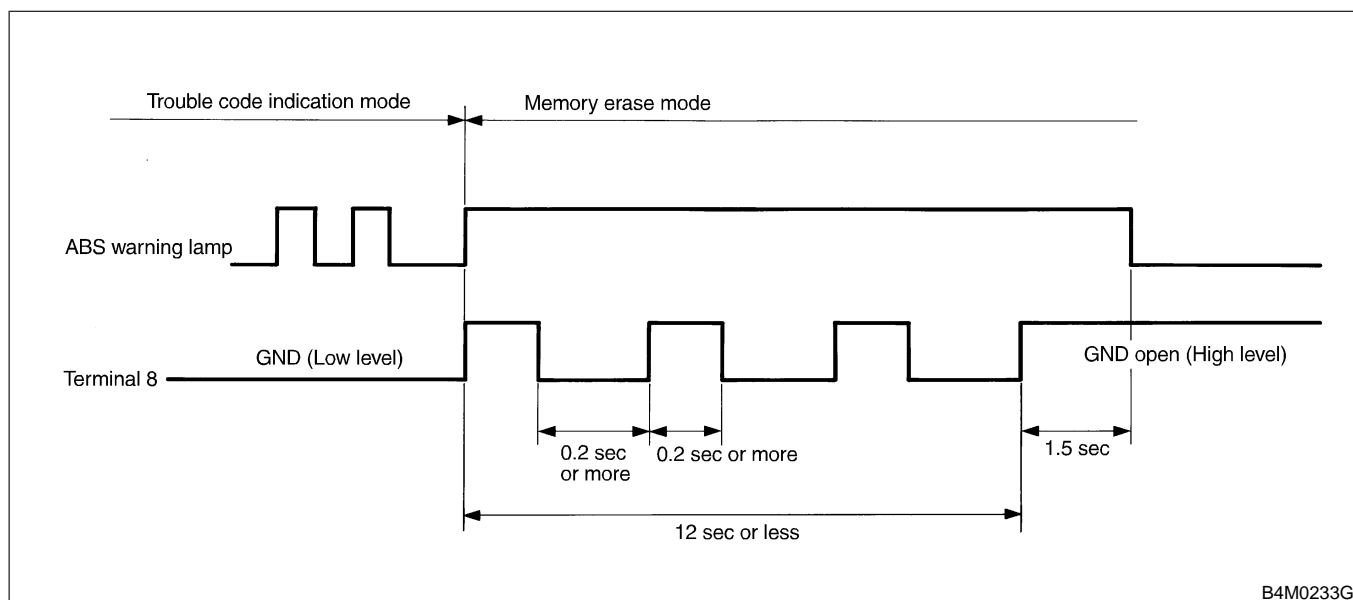 Trouble code indication mode
Memory erase mode
ABS warning lamp
GND (Low level)
GND open (High level)
Terminal 8
0.2 sec
or more
0.2 sec or more
1.5 sec
12 sec or less
B4M0233G